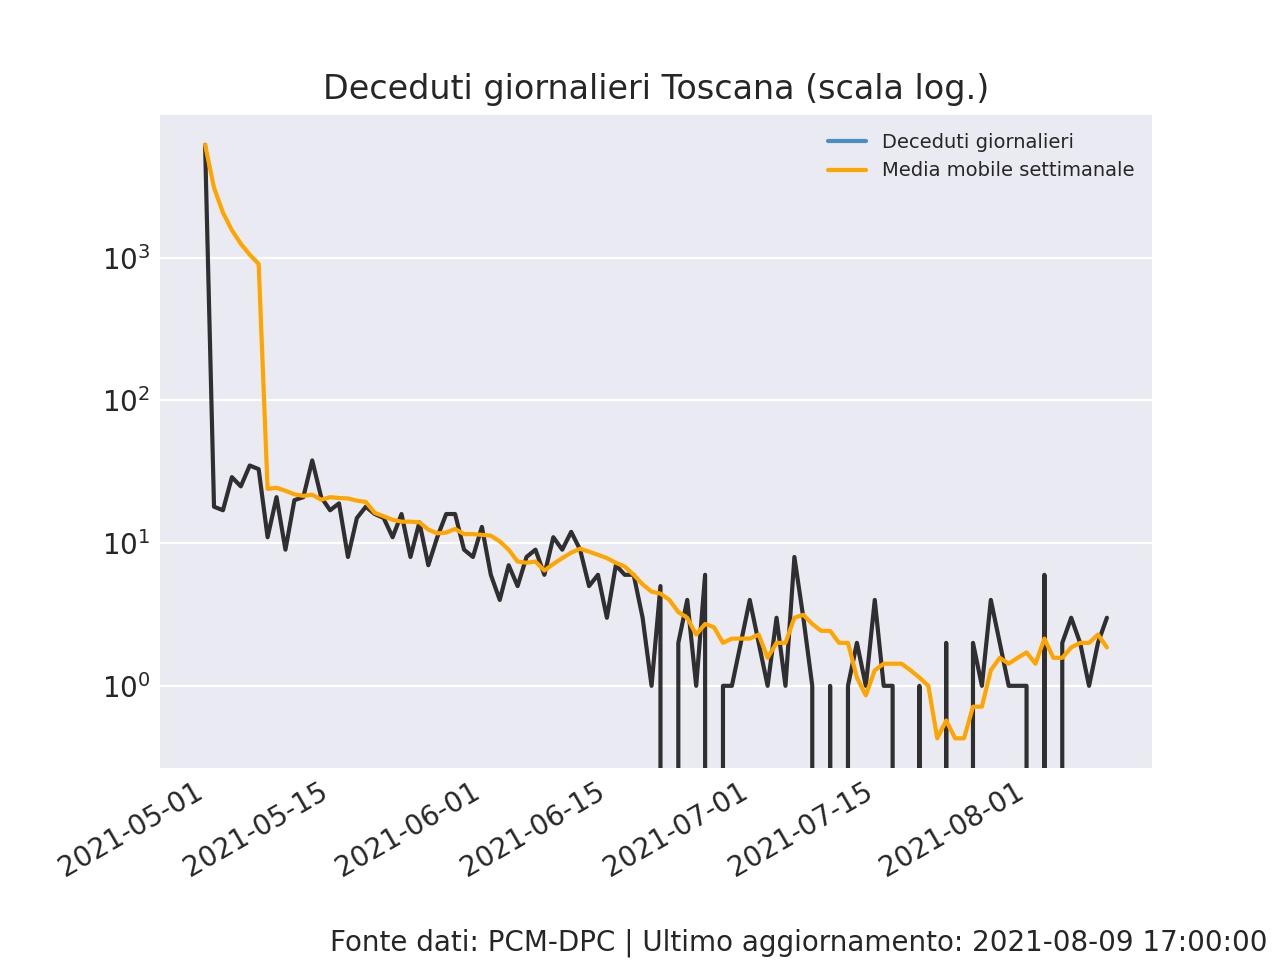 Deceduti giornalieri Toscana (scala log.)
Deceduti giornalieri
Media mobile settimanale
10³
10²
10¹
10⁰
2021-05-01
2021-05-15
2021-06-01
2021-06-15
2021-07-01
2021-07-15
2021-08-01
Fonte dati: PCM-DPC | Ultimo aggiornamento: 2021-08-09 17:00:00